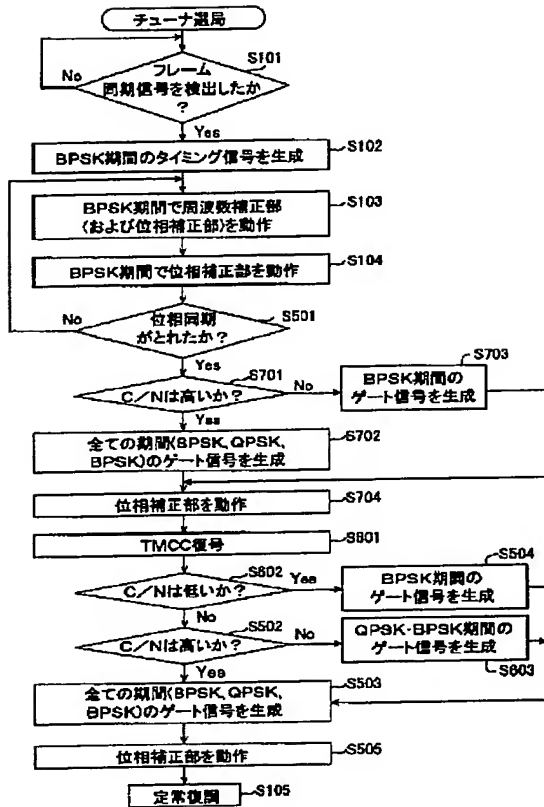 チューナ選局
S101
No
フレーム
同期信号を検出したか
?
Yes
S102
BPSK期間のタイミング信号を生成
S103
BPSK期間で周波数補正部
(および位相補正部)を動作
S104
BPSK期間で位相補正部を動作
No
S501
位相同期
がとれたか?
Yes
S701
C/Nは高いか?
No
S703
BPSK期間の
ゲート信号を生成
Yes
全ての期間(BPSK、QPSK、
BPSK)のゲート信号を生成
S702
位相補正部を動作
S704
TMCC復号
S601
S602
C/Nは低いか?
Yes
S504
BPSK期間の
ゲート信号を生成
No
S502
C/Nは高いか?
No
QPSK・BPSK期間の
ゲート信号を生成
S603
Yes
S503
全ての期間(BPSK、QPSK、
BPSK)のゲート信号を生成
位相補正部を動作
S505
定常復調
S105